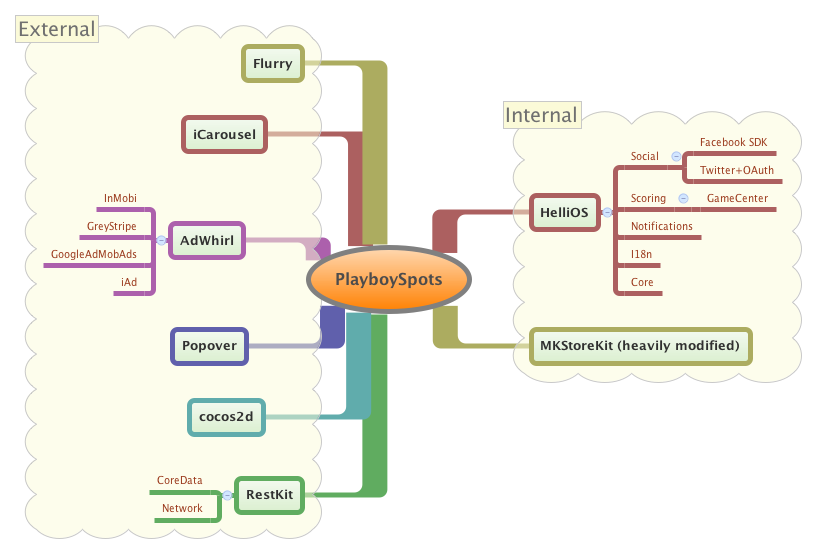 External
Flurry
iCarousel
InMobi
GreyStripe
AdWhirl
GoogleAdMobAds
iAd
Popover
cocos2d
CoreData
RestKit
Network
PlayboySpots
Internal
Facebook SDK
Social
Twitter+OAuth
Scoring
GameCenter
HelliOS
Notifications
I18n
Core
MKStoreKit (heavily modified)